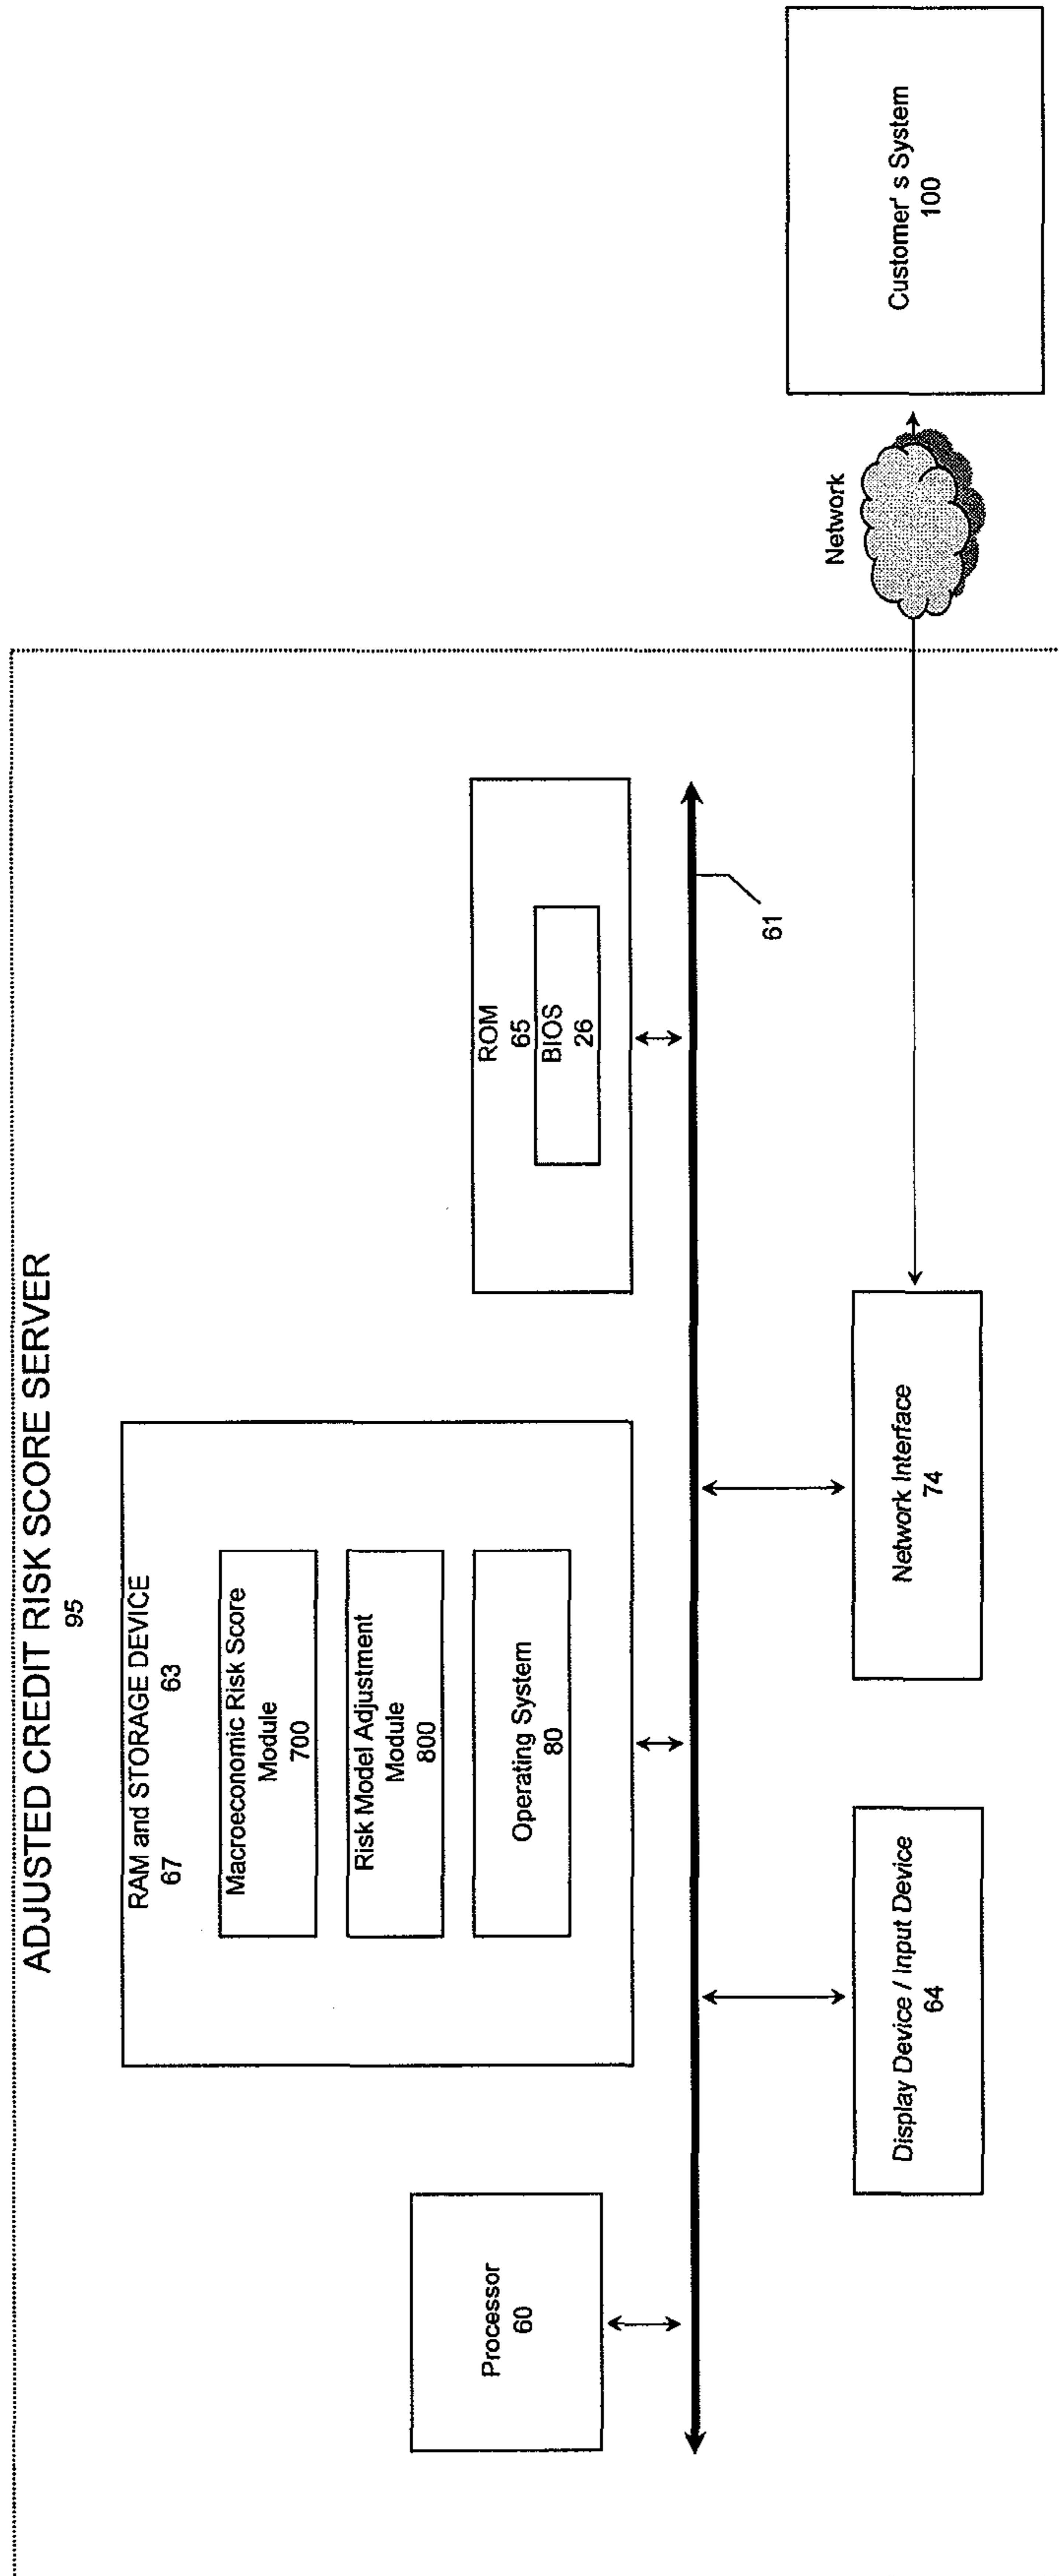 ADJUSTED CREDIT RISK SCORE SERVER
95
RAM and STORAGE DEVICE
67 63
Macroeconomic Risk Score
Module
700
Risk Model Adjustment
Module
800
Operating System
80
Processor
60
ROM
65
BIOS
26
61
Display Device / Input Device
64
Network Interface
74
Network
Customer' s System
100